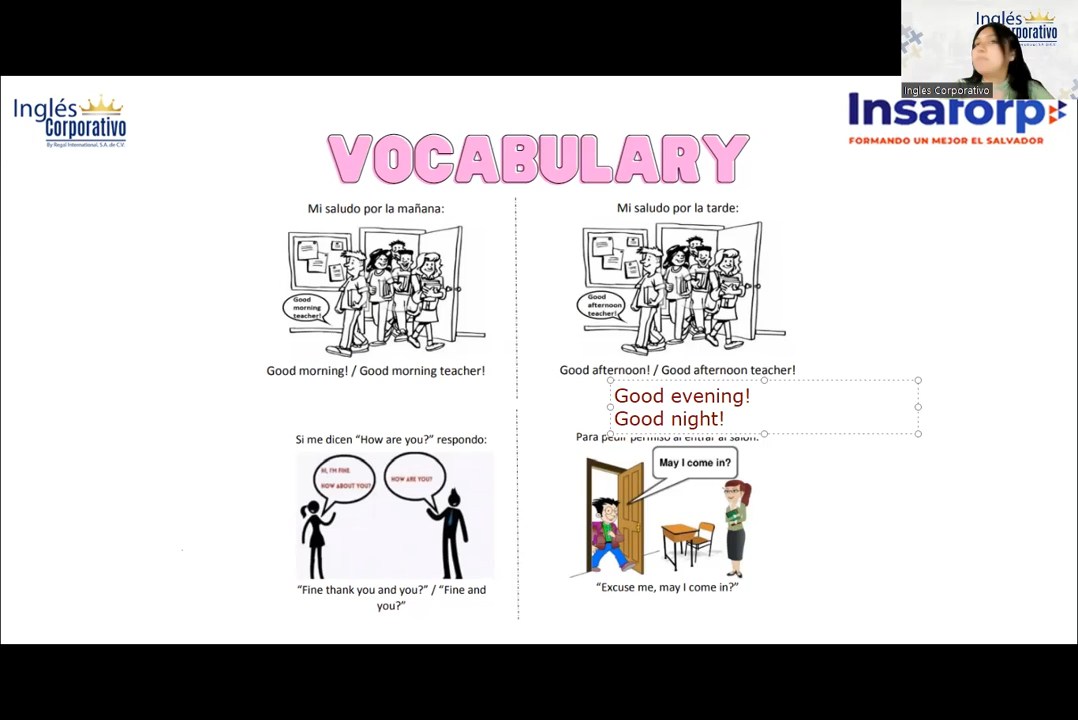 Inglés
Corporativo
Ingles Corporativo
Inglés
Corporativo
By Regal International, S.A. de C.V.
Insaforp
FORMANDO UN MEJOR EL SALVADOR
VOCABULARY
Mi saludo por la mañana:
Good
morning
teacher!
Good morning! / Good morning teacher!
Mi saludo por la tarde:
Good
afternoon
teacher!
Good afternoon! / Good afternoon teacher!
Good evening!
Good night!
Si me dicen “How are you?” respondo:
HI, I'M FINE.
HOW ABOUT YOU?
HOW ARE YOU?
“Fine thank you and you?” / “Fine and
you?”
Para pedir permiso al entrar al salón:
May I come in?
“Excuse me, may I come in?”